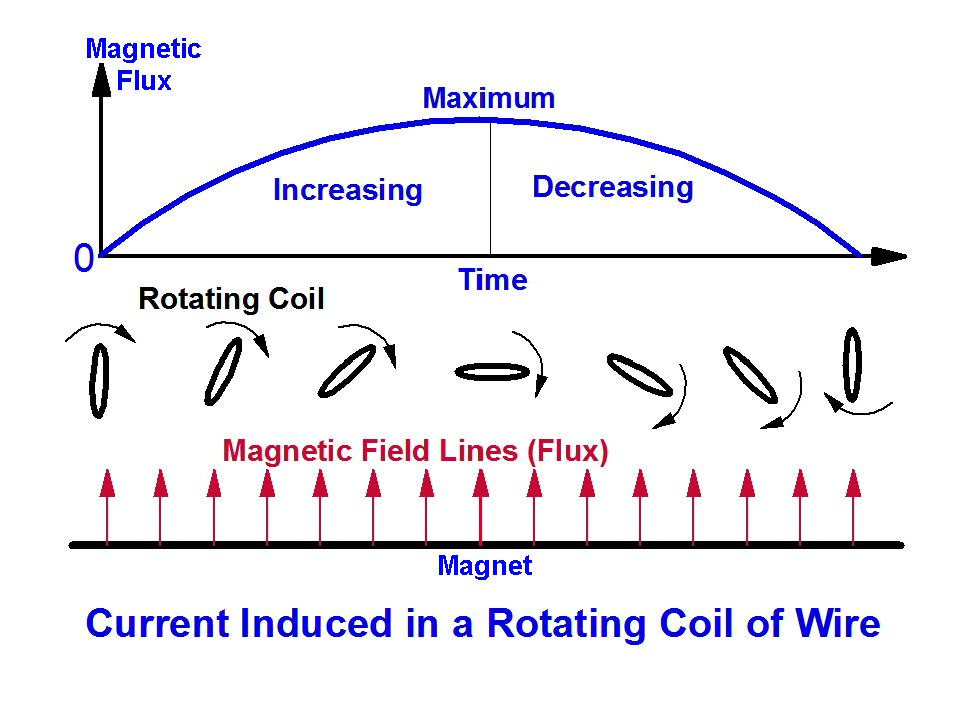 Magnetic
Flux
Maximum
Increasing
Decreasing
0
Time
Rotating Coil
Magnetic Field Lines (Flux)
Magnet
Current Induced in a Rotating Coil of Wire